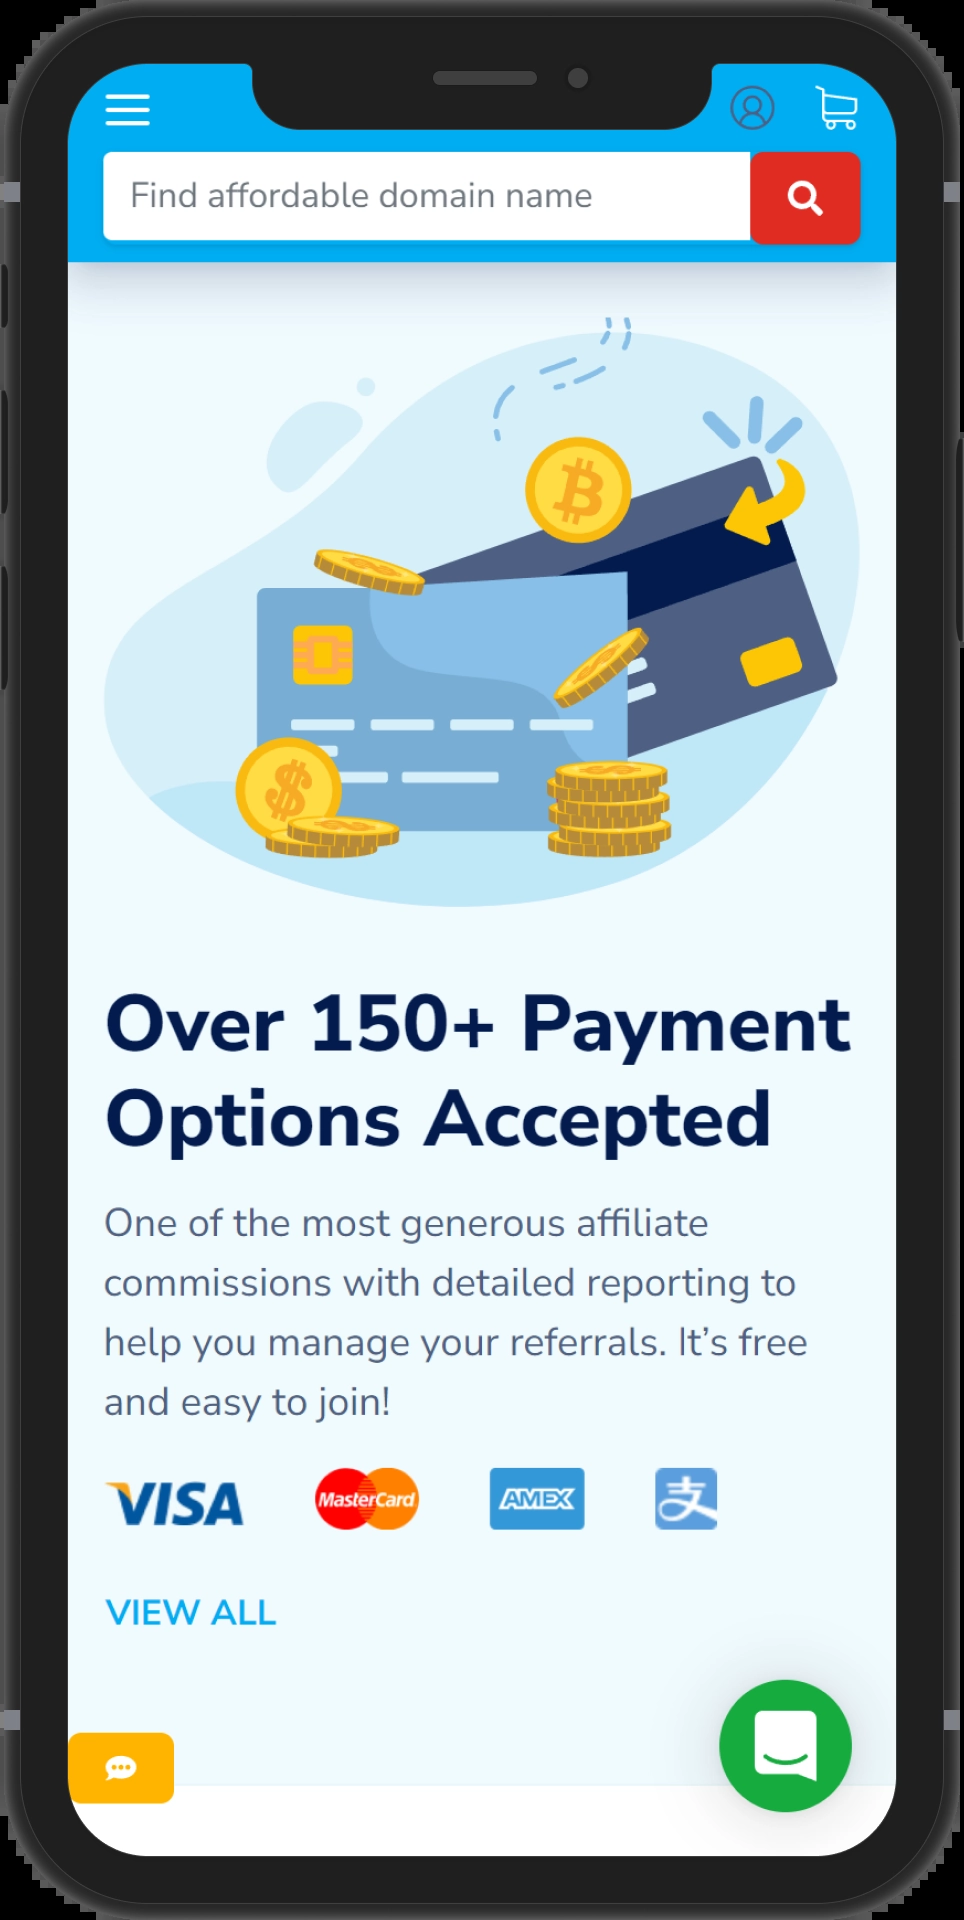 Find affordable domain name
Over 150+ Payment
Options Accepted
One of the most generous affiliate
commissions with detailed reporting to
help you manage your referrals. It’s free
and easy to join!
VISA MasterCard AMEX 支
VIEW ALL